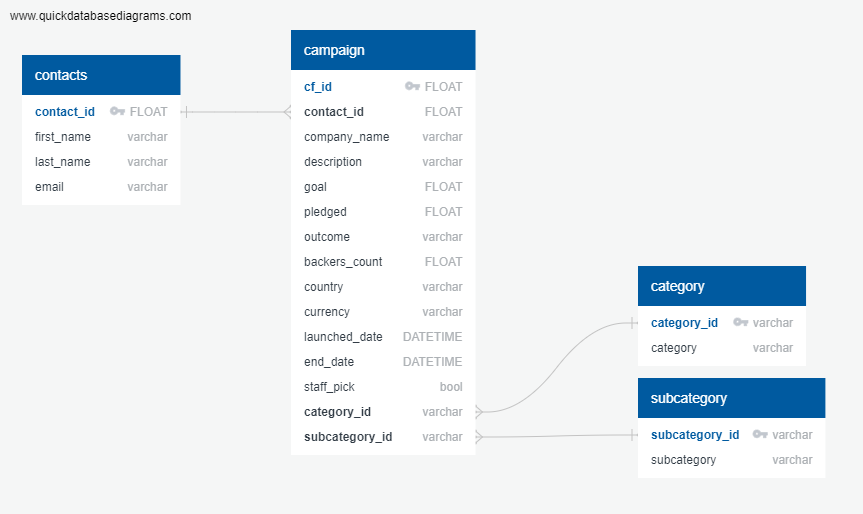 www.quickdatabasediagrams.com
contacts
contact_id FLOAT
first_name varchar
last_name varchar
email varchar
campaign
cf_id FLOAT
contact_id FLOAT
company_name varchar
description varchar
goal FLOAT
pledged FLOAT
outcome varchar
backers_count FLOAT
country varchar
currency varchar
launched_date DATETIME
end_date DATETIME
staff_pick bool
category_id varchar
subcategory_id varchar
category
category_id varchar
category varchar
subcategory
subcategory_id varchar
subcategory varchar